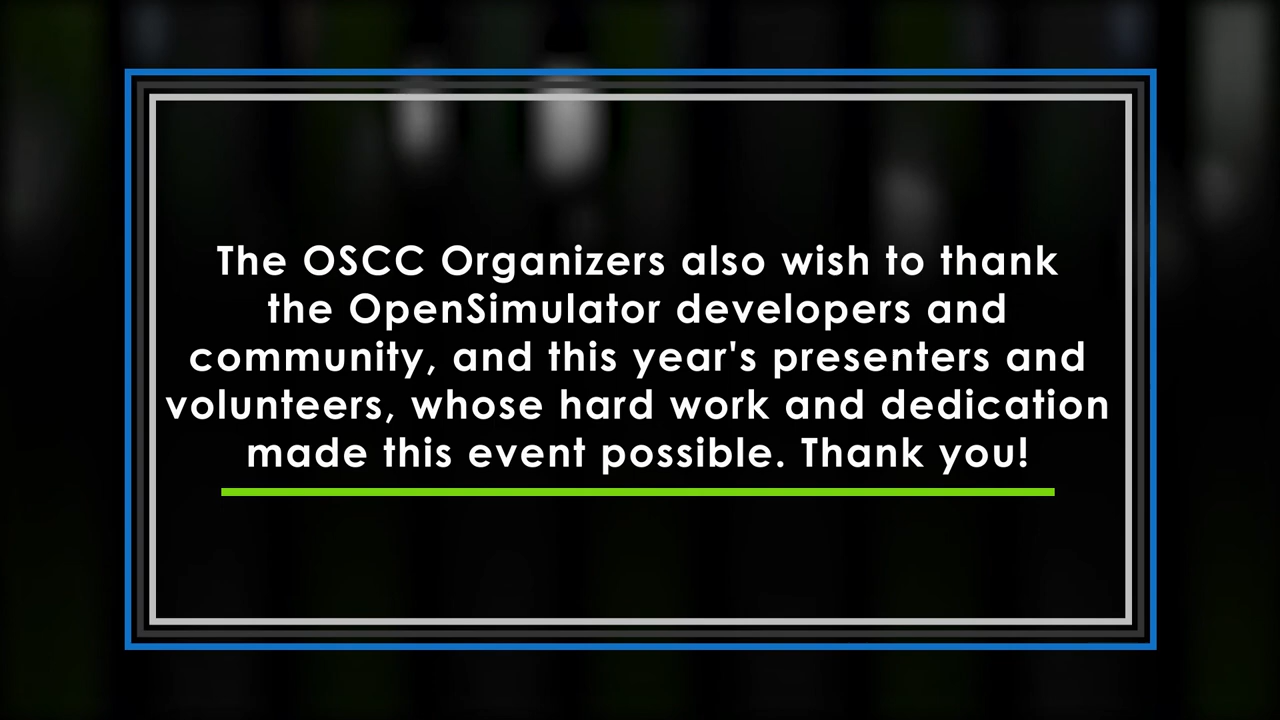 The OSCC Organizers also wish to thank
the OpenSimulator developers and
community, and this year's presenters and
volunteers, whose hard work and dedication
made this event possible. Thank you!